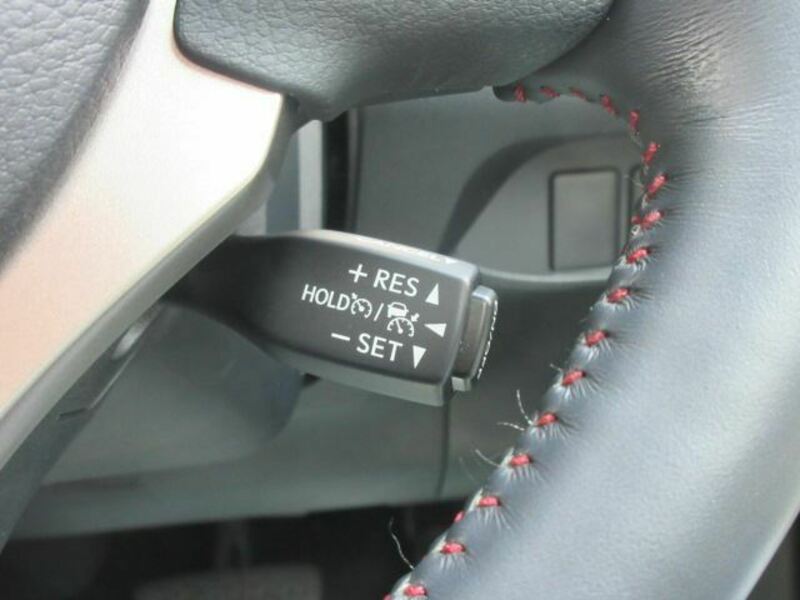 + RES ▲
HOLD /
− SET ▼